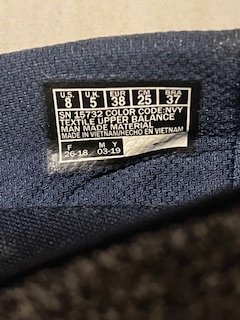 U.S. U.K. EUR CM BRA
8 5 38 25 37
SN 15732 COLOR CODE:NVY
TEXTILE UPPER BALANCE
MAN MADE MATERIAL
MADE IN VIETNAM/HECHO EN VIETNAM
F M Y
26-18 03-19